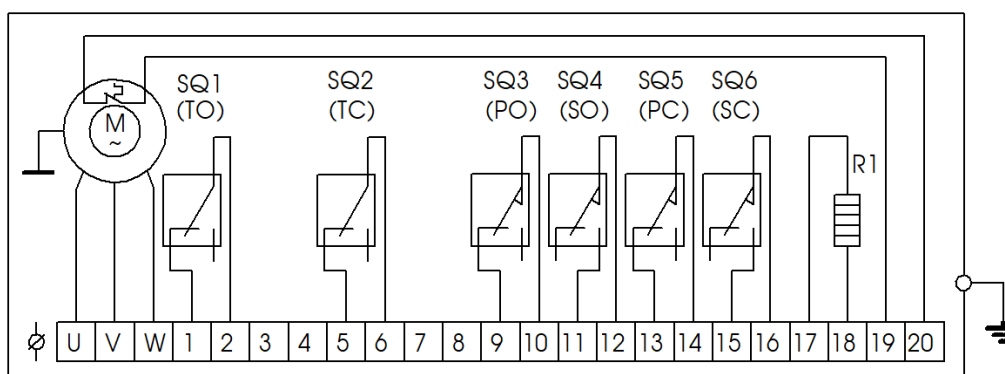 SQ1 SQ2 SQ3 SQ4 SQ5 SQ6
(TO) (TC) (PO) (SO) (PC) (SC)
M
~
R1
U V W 1 2 3 4 5 6 7 8 9 10 11 12 13 14 15 16 17 18 19 20